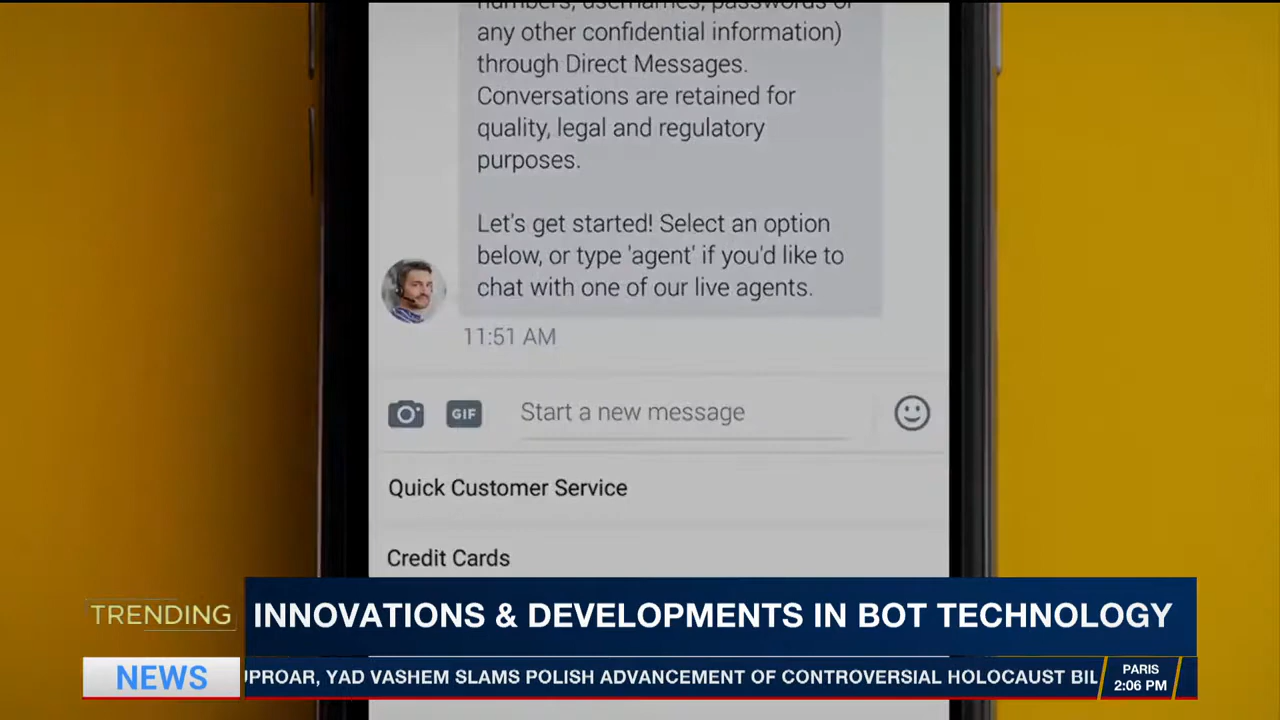 numbers, usernames, passwords or
any other confidential information)
through Direct Messages.
Conversations are retained for
quality, legal and regulatory
purposes.
Let's get started! Select an option
below, or type 'agent' if you'd like to
chat with one of our live agents.
11:51 AM
GIF
Start a new message
Quick Customer Service
Credit Cards
TRENDING
INNOVATIONS & DEVELOPMENTS IN BOT TECHNOLOGY
NEWS
UPROAR, YAD VASHEM SLAMS POLISH ADVANCEMENT OF CONTROVERSIAL HOLOCAUST BIL
PARIS
2:06 PM